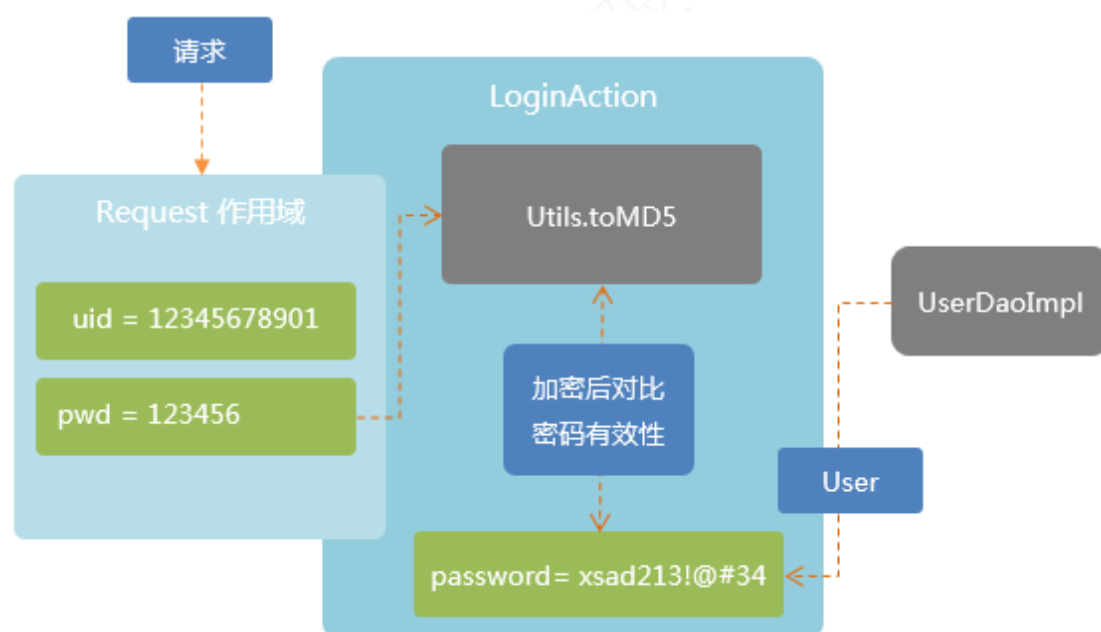 请求
LoginAction
Request 作用域
Utils.toMD5
uid = 12345678901
UserDaoImpl
加密后对比
密码有效性
pwd = 123456
User
password= xsad213!@#34